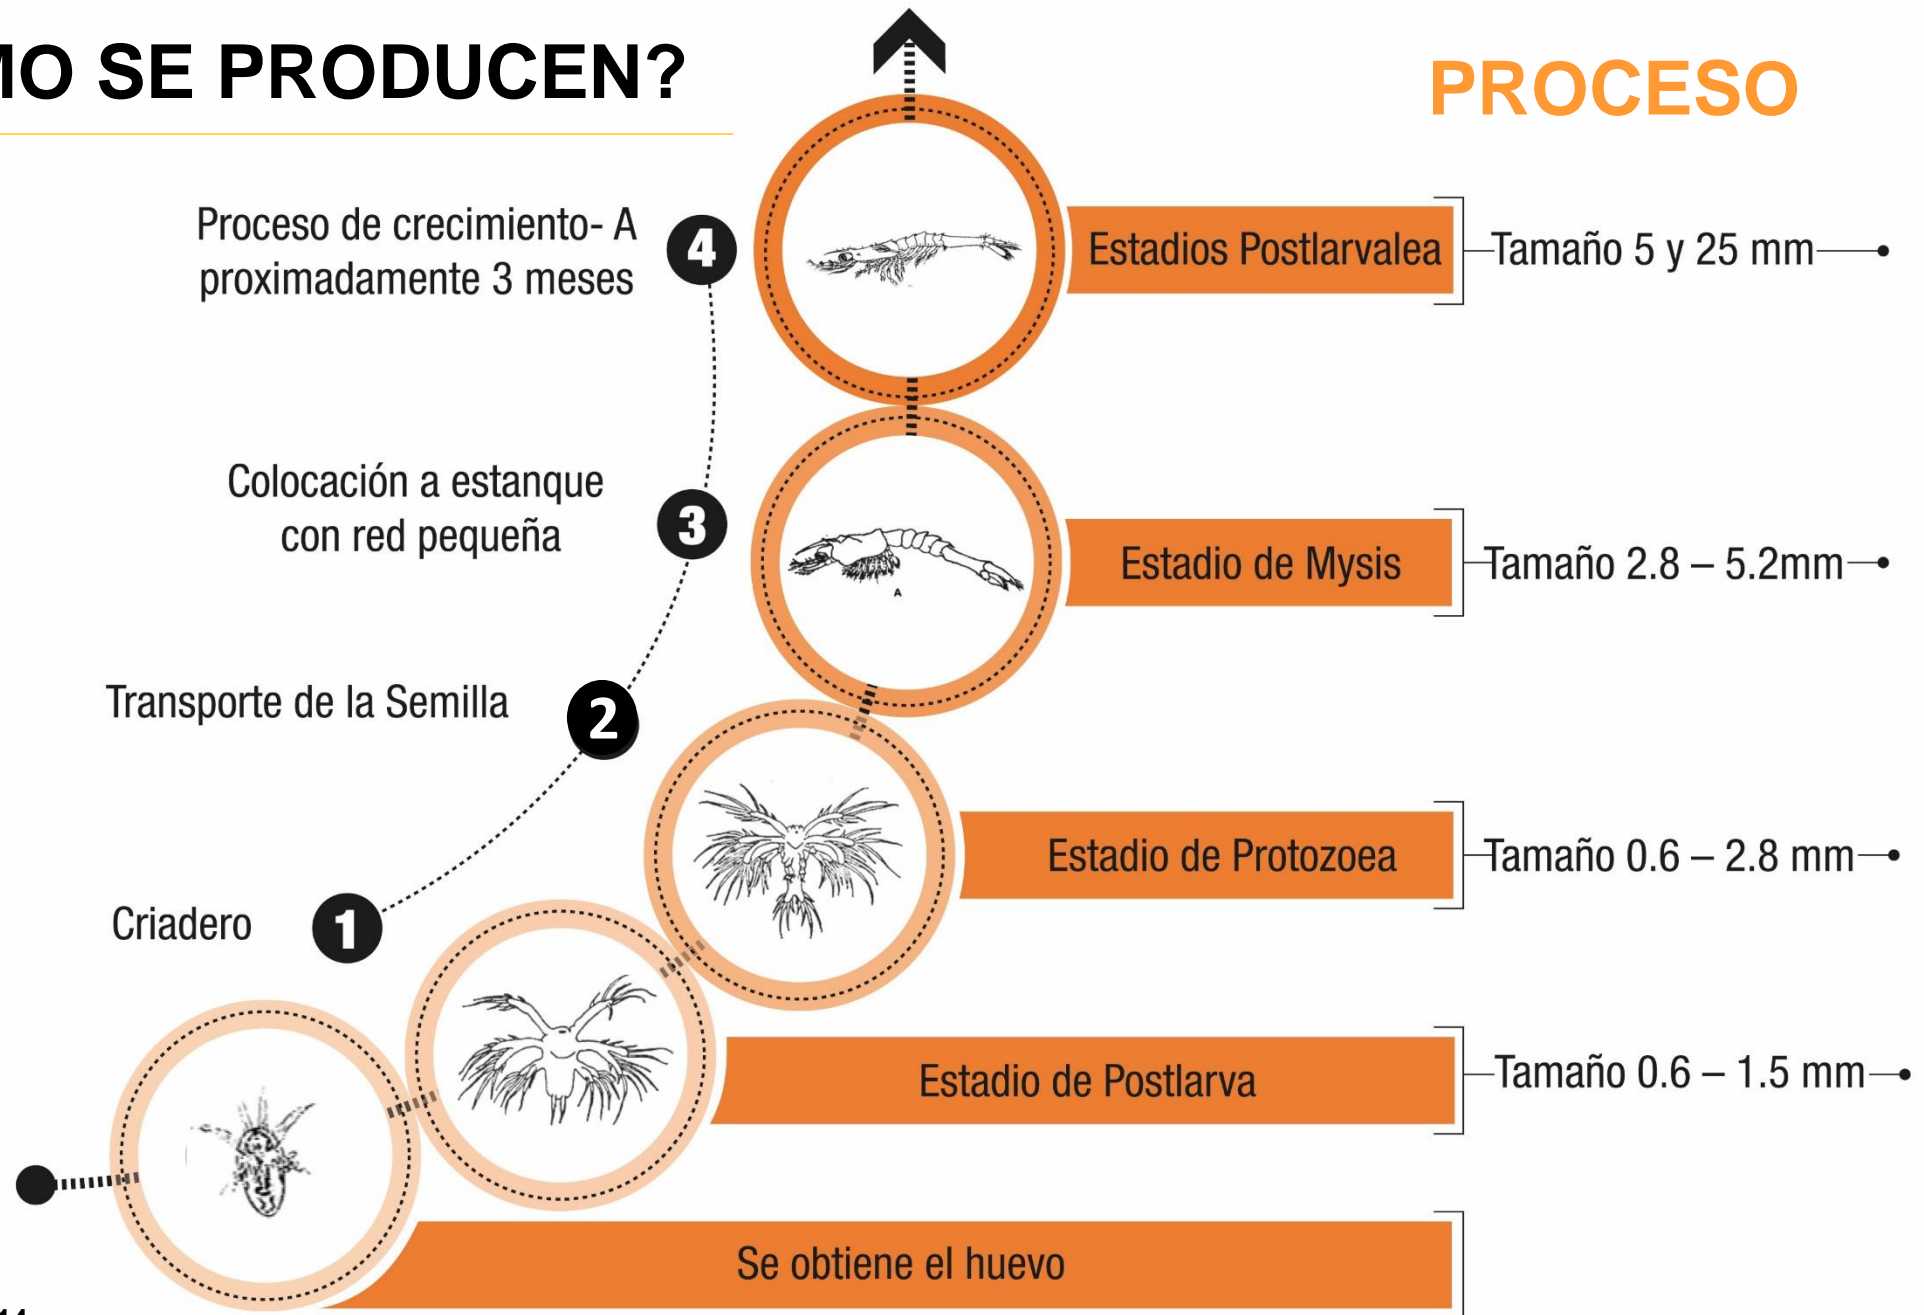 MO SE PRODUCEN?
PROCESO
Proceso de crecimiento- A
proximadamente 3 meses
4
Estadios Postlarvalea
Tamaño 5 y 25 mm
Colocación a estanque
con red pequeña
3
A
Estadio de Mysis
Tamaño 2.8 – 5.2mm
Transporte de la Semilla
2
Estadio de Protozoea
Tamaño 0.6 – 2.8 mm
Criadero
1
Estadio de Postlarva
Tamaño 0.6 – 1.5 mm
Se obtiene el huevo